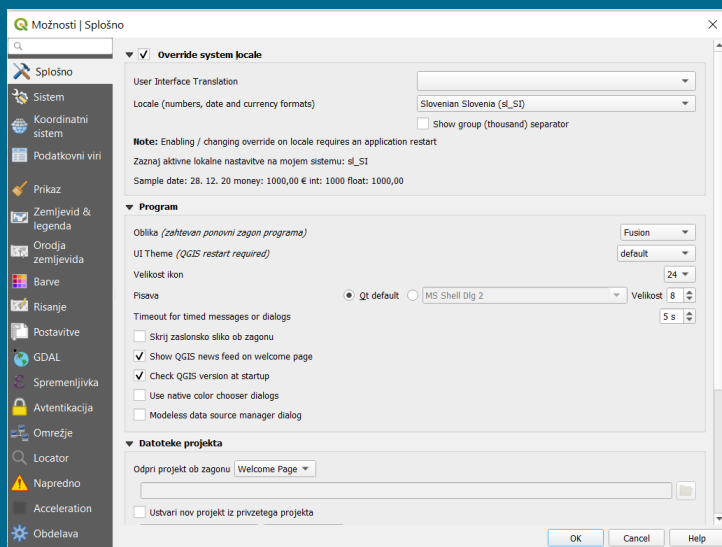 Možnosti | Splošno
Splošno
Sistem
Koordinatni
sistem
Podatkovni viri
Prikaz
Zemljevid &
legenda
Orodja
zemljevida
Barve
Risanje
Postavitve
GDAL
Spremenljivka
Avtentikacija
Omrežje
Locator
Napredno
Acceleration
Obdelava
Override system locale
User Interface Translation
Locale (numbers, date and currency formats) Slovenian Slovenia (sl_SI)
Show group (thousand) separator
Note: Enabling / changing override on locale requires an application restart
Zaznaj aktivne lokalne nastavitve na mojem sistemu: sl_SI
Sample date: 28. 12. 20 money: 1000,00 € int: 1000 float: 1000,00
Program
Oblika (zahtevan ponovni zagon programa) Fusion
UI Theme (QGIS restart required) default
Velikost ikon 24
Pisava Qt default MS Shell Dlg 2 Velikost 8
Timeout for timed messages or dialogs 5 s
Skrij zaslonsko sliko ob zagonu
Show QGIS news feed on welcome page
Check QGIS version at startup
Use native color chooser dialogs
Modeless data source manager dialog
Datoteke projekta
Odpri projekt ob zagonu Welcome Page
Ustvari nov projekt iz privzetega projekta
OK Cancel Help